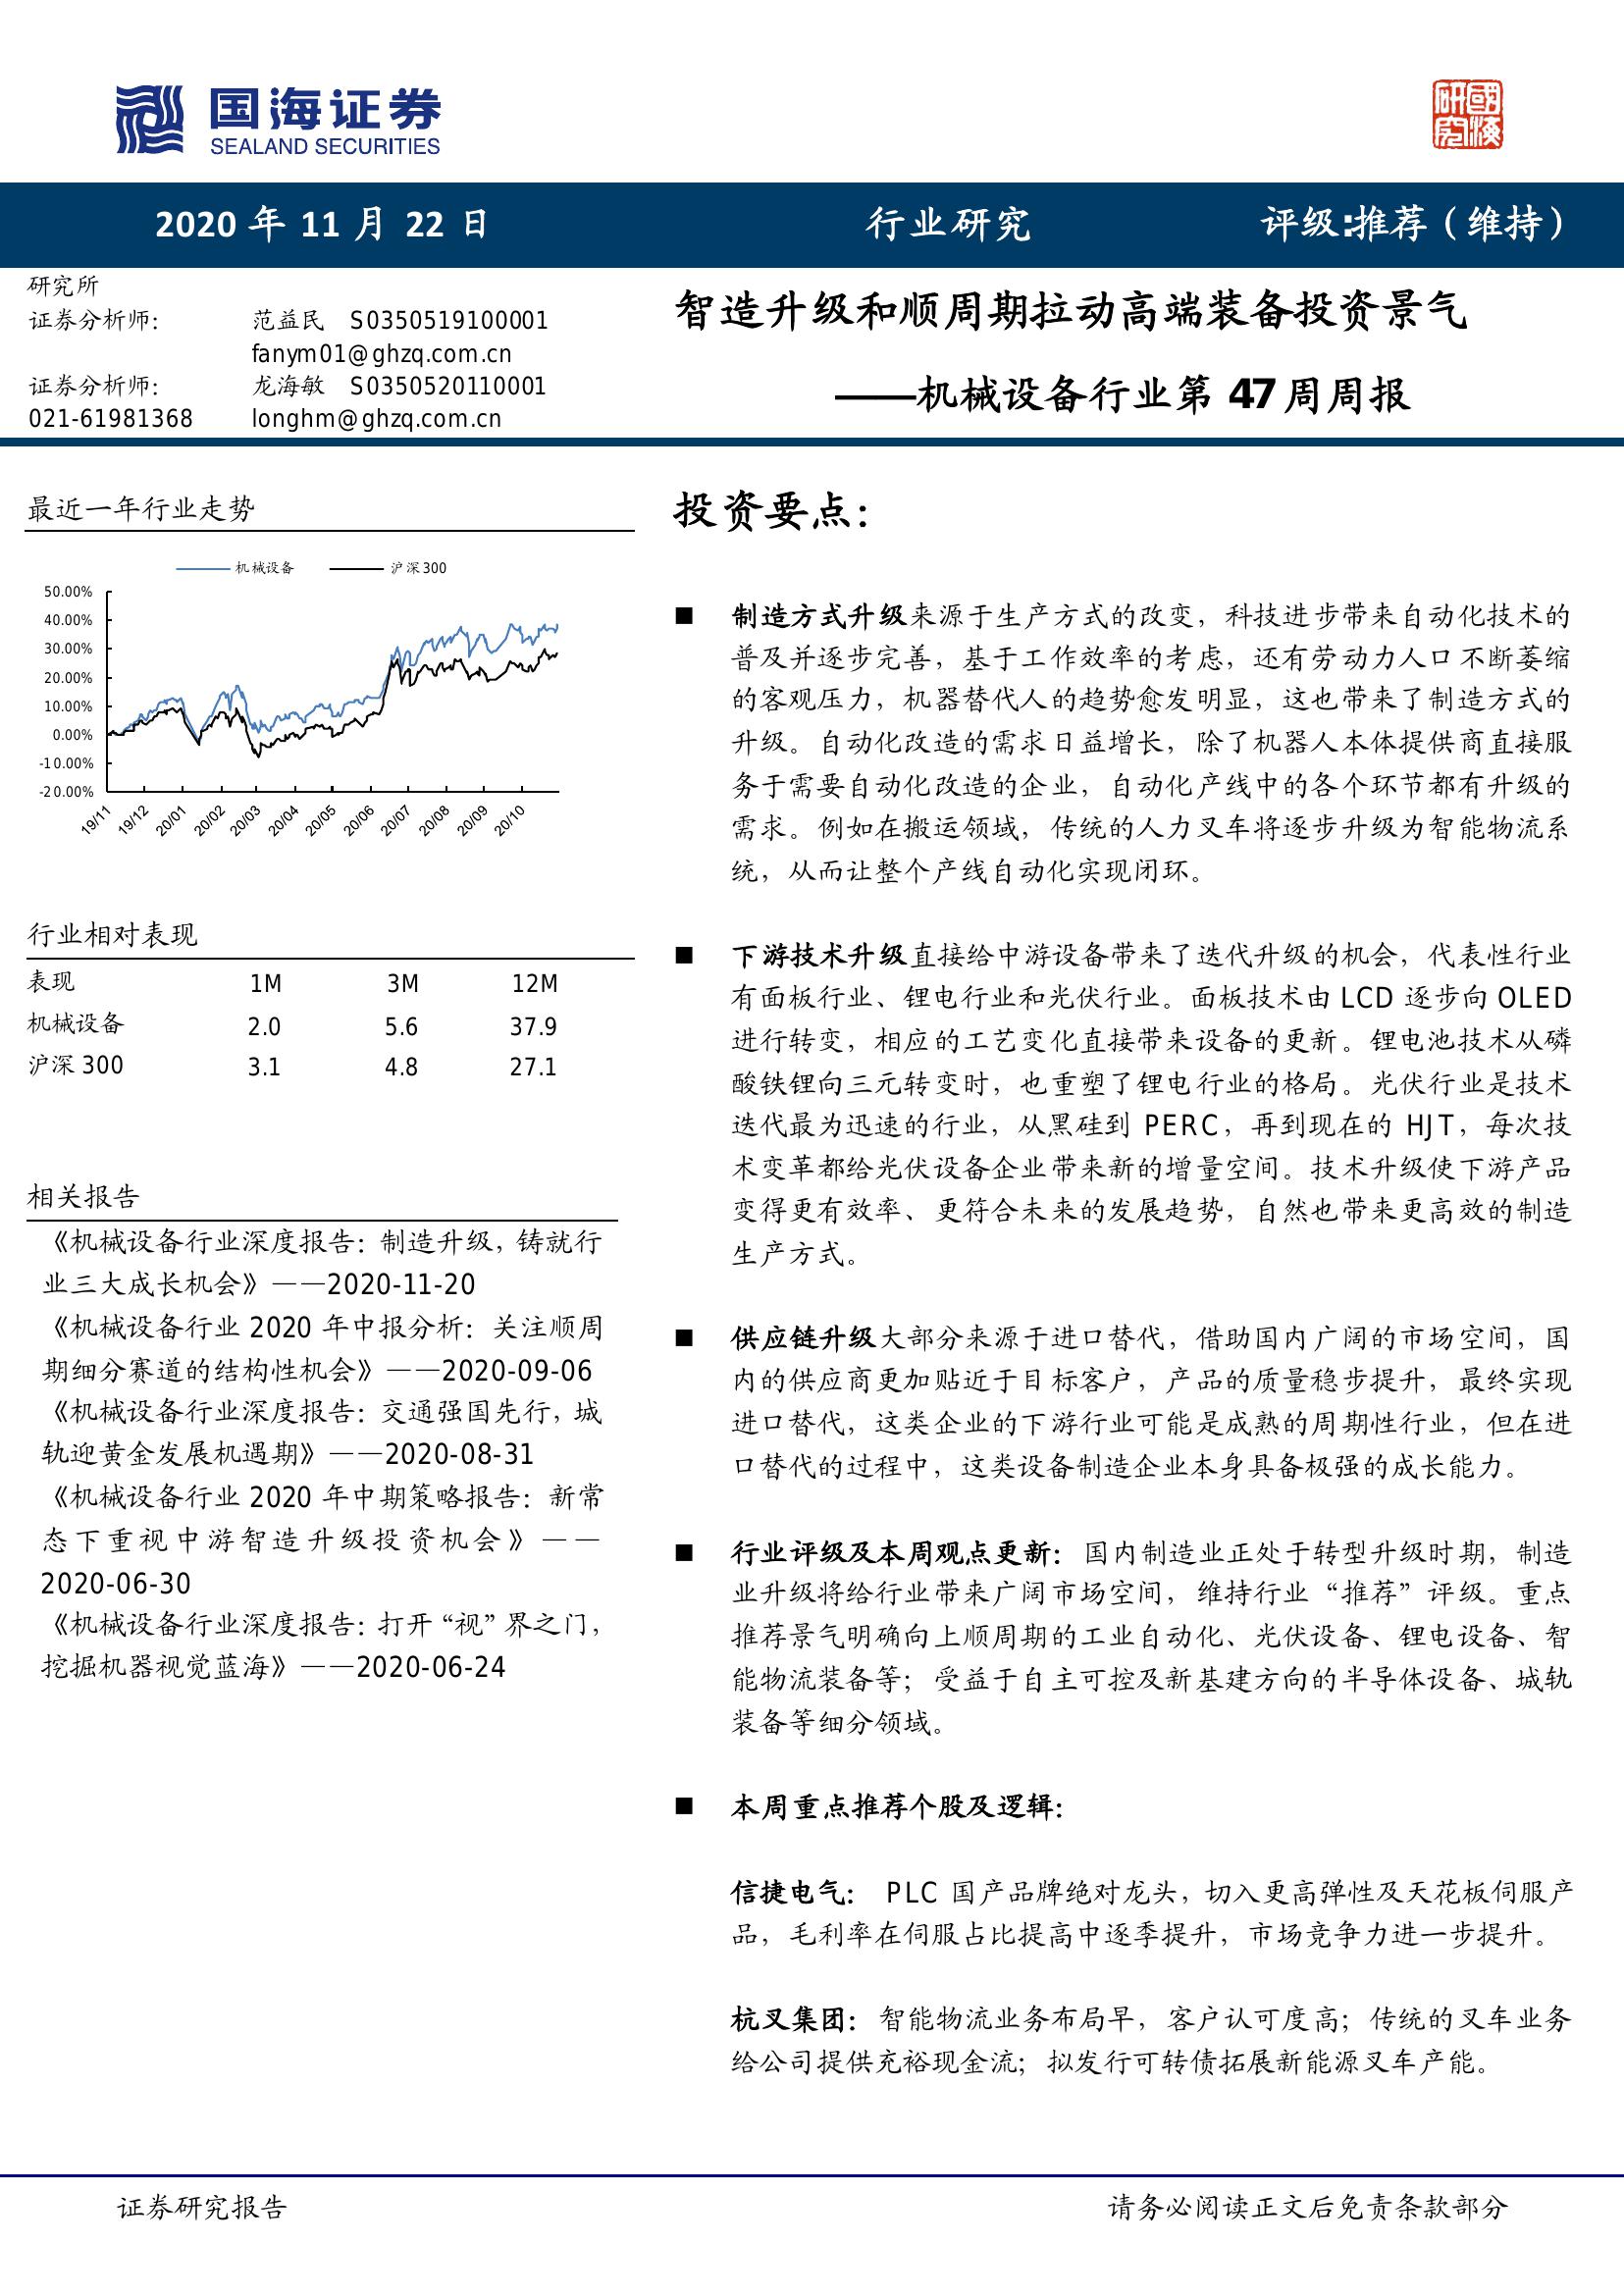 国海证券
SEALAND SECURITIES
國海研究
2020 年 11 月 22 日
行业研究
评级:推荐（维持）
研究所
证券分析师： 范益民 S0350519100001
fanym01@ghzq.com.cn
证券分析师： 龙海敏 S0350520110001
021-61981368 longhm@ghzq.com.cn
智造升级和顺周期拉动高端装备投资景气
——机械设备行业第 47 周周报
最近一年行业走势
机械设备 沪深 300
50.00%
40.00%
30.00%
20.00%
10.00%
0.00%
-10.00%
-20.00%
19/11 19/12 20/01 20/02 20/03 20/04 20/05 20/06 20/07 20/08 20/09 20/10
行业相对表现
表现 1M 3M 12M
机械设备 2.0 5.6 37.9
沪深 300 3.1 4.8 27.1
相关报告
《机械设备行业深度报告：制造升级，铸就行
业三大成长机会》——2020-11-20
《机械设备行业 2020 年中报分析：关注顺周
期细分赛道的结构性机会》——2020-09-06
《机械设备行业深度报告：交通强国先行，城
轨迎黄金发展机遇期》——2020-08-31
《机械设备行业 2020 年中期策略报告：新常
态下重视中游智造升级投资机会》——
2020-06-30
《机械设备行业深度报告：打开“视”界之门，
挖掘机器视觉蓝海》——2020-06-24
投资要点：
■ 制造方式升级来源于生产方式的改变，科技进步带来自动化技术的
普及并逐步完善，基于工作效率的考虑，还有劳动力人口不断萎缩
的客观压力，机器替代人的趋势愈发明显，这也带来了制造方式的
升级。自动化改造的需求日益增长，除了机器人本体提供商直接服
务于需要自动化改造的企业，自动化产线中的各个环节都有升级的
需求。例如在搬运领域，传统的人力叉车将逐步升级为智能物流系
统，从而让整个产线自动化实现闭环。
■ 下游技术升级直接给中游设备带来了迭代升级的机会，代表性行业
有面板行业、锂电行业和光伏行业。面板技术由 LCD 逐步向 OLED
进行转变，相应的工艺变化直接带来设备的更新。锂电池技术从磷
酸铁锂向三元转变时，也重塑了锂电行业的格局。光伏行业是技术
迭代最为迅速的行业，从黑硅到 PERC，再到现在的 HJT，每次技
术变革都给光伏设备企业带来新的增量空间。技术升级使下游产品
变得更有效率、更符合未来的发展趋势，自然也带来更高效的制造
生产方式。
■ 供应链升级大部分来源于进口替代，借助国内广阔的市场空间，国
内的供应商更加贴近于目标客户，产品的质量稳步提升，最终实现
进口替代，这类企业的下游行业可能是成熟的周期性行业，但在进
口替代的过程中，这类设备制造企业本身具备极强的成长能力。
■ 行业评级及本周观点更新：国内制造业正处于转型升级时期，制造
业升级将给行业带来广阔市场空间，维持行业“推荐”评级。重点
推荐景气明确向上顺周期的工业自动化、光伏设备、锂电设备、智
能物流装备等；受益于自主可控及新基建方向的半导体设备、城轨
装备等细分领域。
■ 本周重点推荐个股及逻辑：
信捷电气： PLC 国产品牌绝对龙头，切入更高弹性及天花板伺服产
品，毛利率在伺服占比提高中逐季提升，市场竞争力进一步提升。
杭叉集团：智能物流业务布局早，客户认可度高；传统的叉车业务
给公司提供充裕现金流；拟发行可转债拓展新能源叉车产能。
证券研究报告
请务必阅读正文后免责条款部分